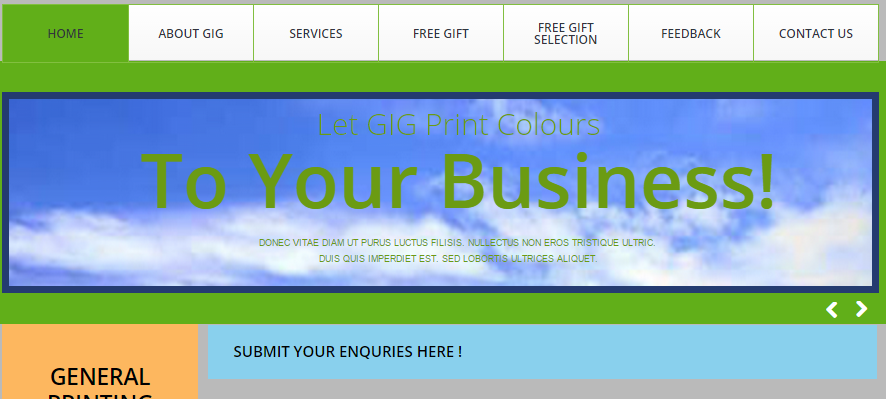 HOME
ABOUT GIG
SERVICES
FREE GIFT
FREE GIFT
SELECTION
FEEDBACK
CONTACT US
Let GIG Print Colours
To Your Business!
DONEC VITAE DIAM UT PURUS LUCTUS FILISIS. NULLECTUS NON EROS TRISTIQUE ULTRIC.
DUIS QUIS IMPERDIET EST. SED LOBORTIS ULTRICES ALIQUET.
SUBMIT YOUR ENQURIES HERE !
GENERAL
PRINTING